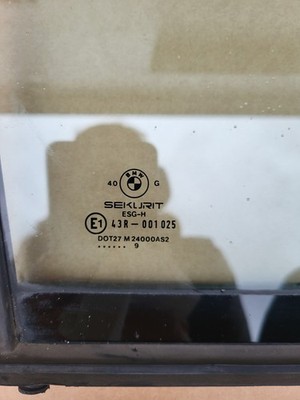 BMW
40 G
SEKURIT
ESG-H
E1 43R-001025
DOT27 M24000AS2
...... 9